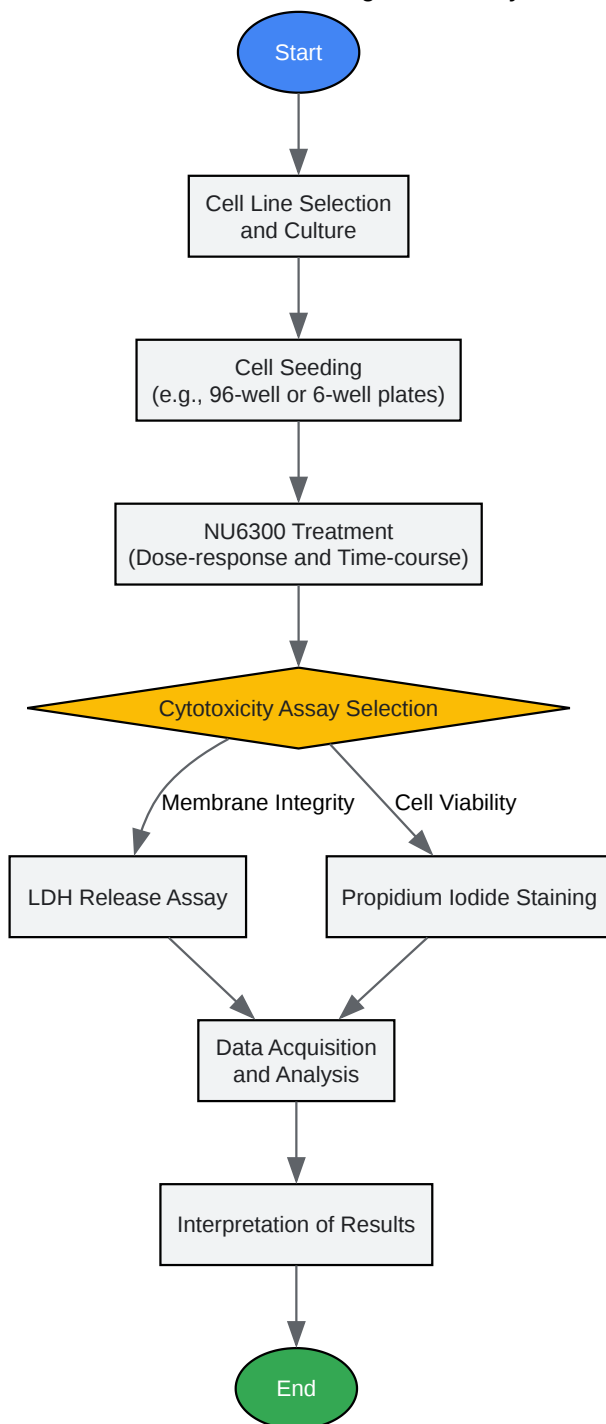 Start
Cell Line Selection
and Culture
Cell Seeding
(e.g., 96-well or 6-well plates)
NU6300 Treatment
(Dose-response and Time-course)
Cytotoxicity Assay Selection
Membrane Integrity
Cell Viability
LDH Release Assay
Propidium Iodide Staining
Data Acquisition
and Analysis
Interpretation of Results
End